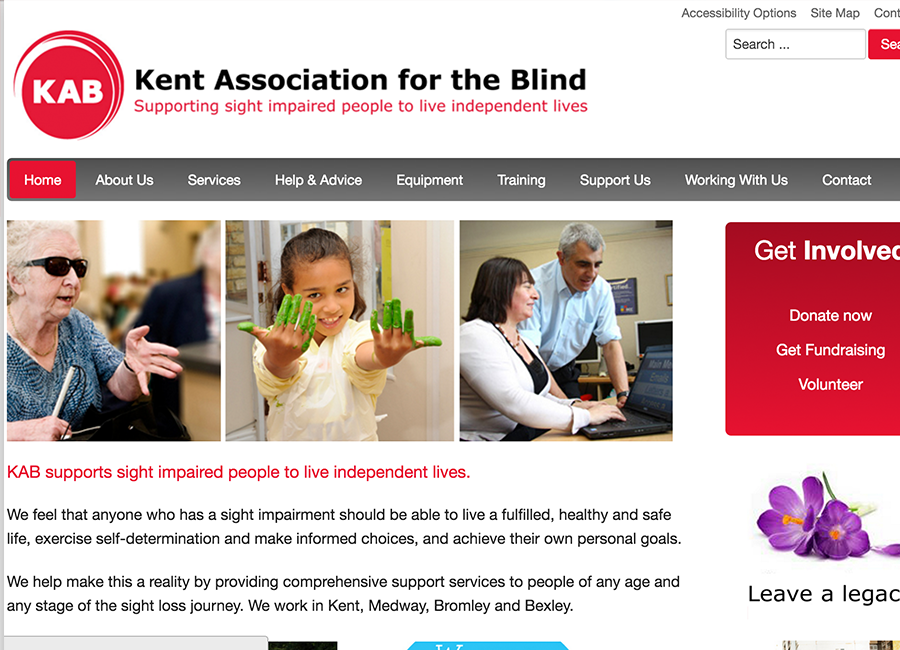 Accessibility Options Site Map Cont
Search ... Sea
KAB
Kent Association for the Blind
Supporting sight impaired people to live independent lives
Home About Us Services Help & Advice Equipment Training Support Us Working With Us Contact
Get Involved
Donate now
Get Fundraising
Volunteer
KAB supports sight impaired people to live independent lives.
We feel that anyone who has a sight impairment should be able to live a fulfilled, healthy and safe
life, exercise self-determination and make informed choices, and achieve their own personal goals.
We help make this a reality by providing comprehensive support services to people of any age and
any stage of the sight loss journey. We work in Kent, Medway, Bromley and Bexley.
Leave a legac